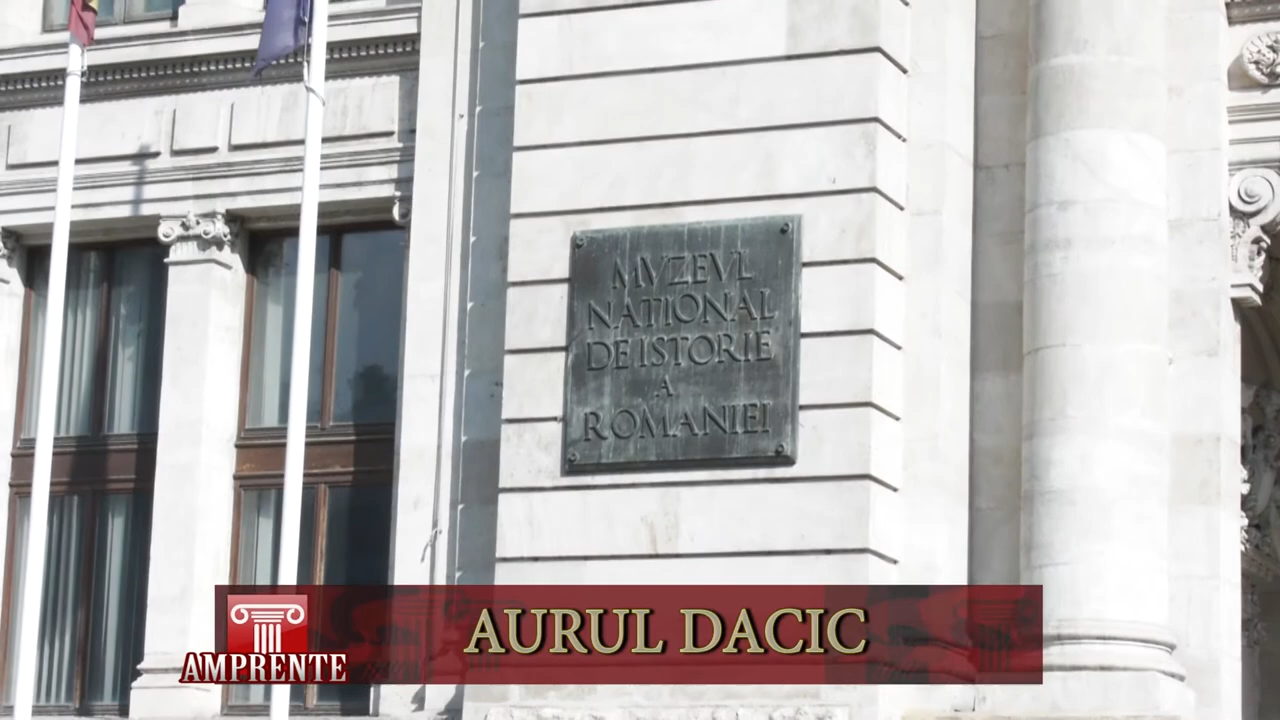 MVZEVL
NATIONAL
DE ISTORIE
A
ROMANIEI
AURUL DACIC
AMPRENTE